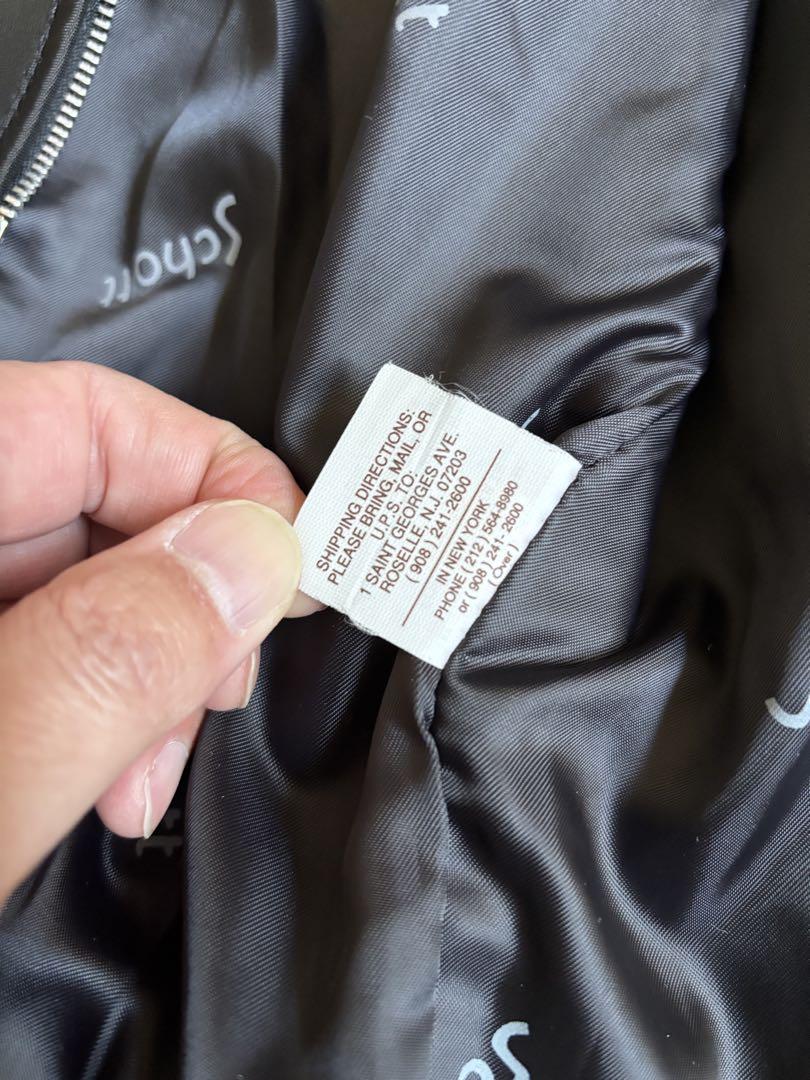 Schott
SHIPPING DIRECTIONS:
PLEASE BRING, MAIL, OR
U.P.S. TO:
1 SAINT GEORGES AVE.
ROSELLE, N.J. 07203
( 908 ) 241-2600
IN NEW YORK
PHONE ( 212 ) 564-8980
or ( 908 ) 241-2600
( Over )